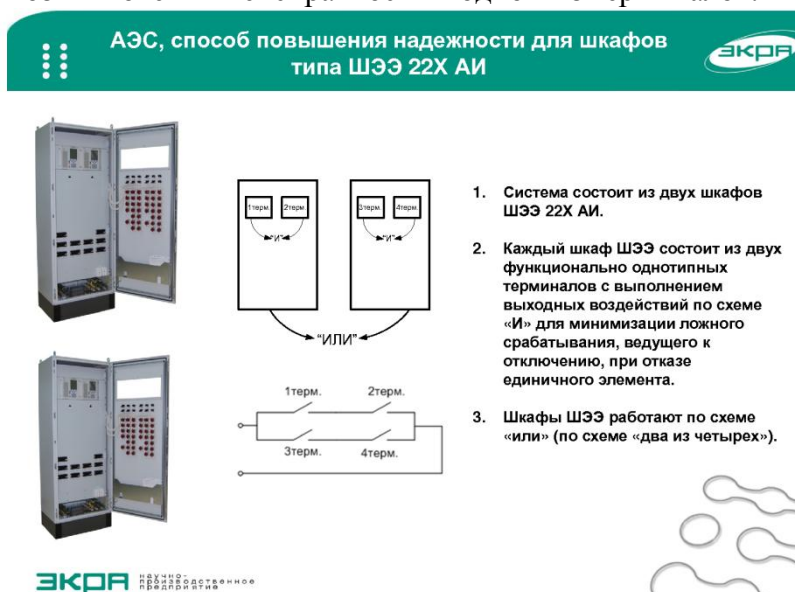 АЭС, способ повышения надежности для шкафов
типа ШЭЭ 22Х АИ
ЭКРА
1терм. 2терм. 3терм. 4терм.
"И" "И"
"ИЛИ"
1терм. 2терм.
3терм. 4терм.
1. Система состоит из двух шкафов
ШЭЭ 22Х АИ.
2. Каждый шкаф ШЭЭ состоит из двух
функционально однотипных
терминалов с выполнением
выходных воздействий по схеме
«И» для минимизации ложного
срабатывания, ведущего к
отключению, при отказе
единичного элемента.
3. Шкафы ШЭЭ работают по схеме
«или» (по схеме «два из четырех»).
ЭКРА научно-
производственное
предприятие